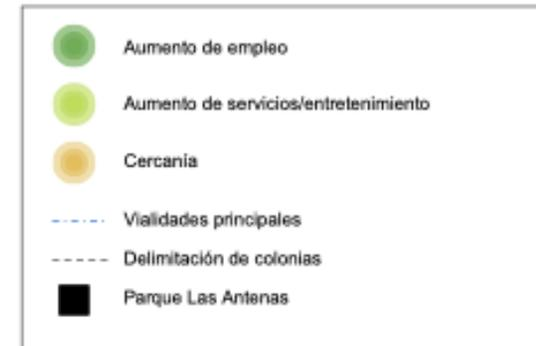 Aumento de empleo
Aumento de servicios/entretenimiento
Cercanía
Vialidades principales
Delimitación de colonias
Parque Las Antenas